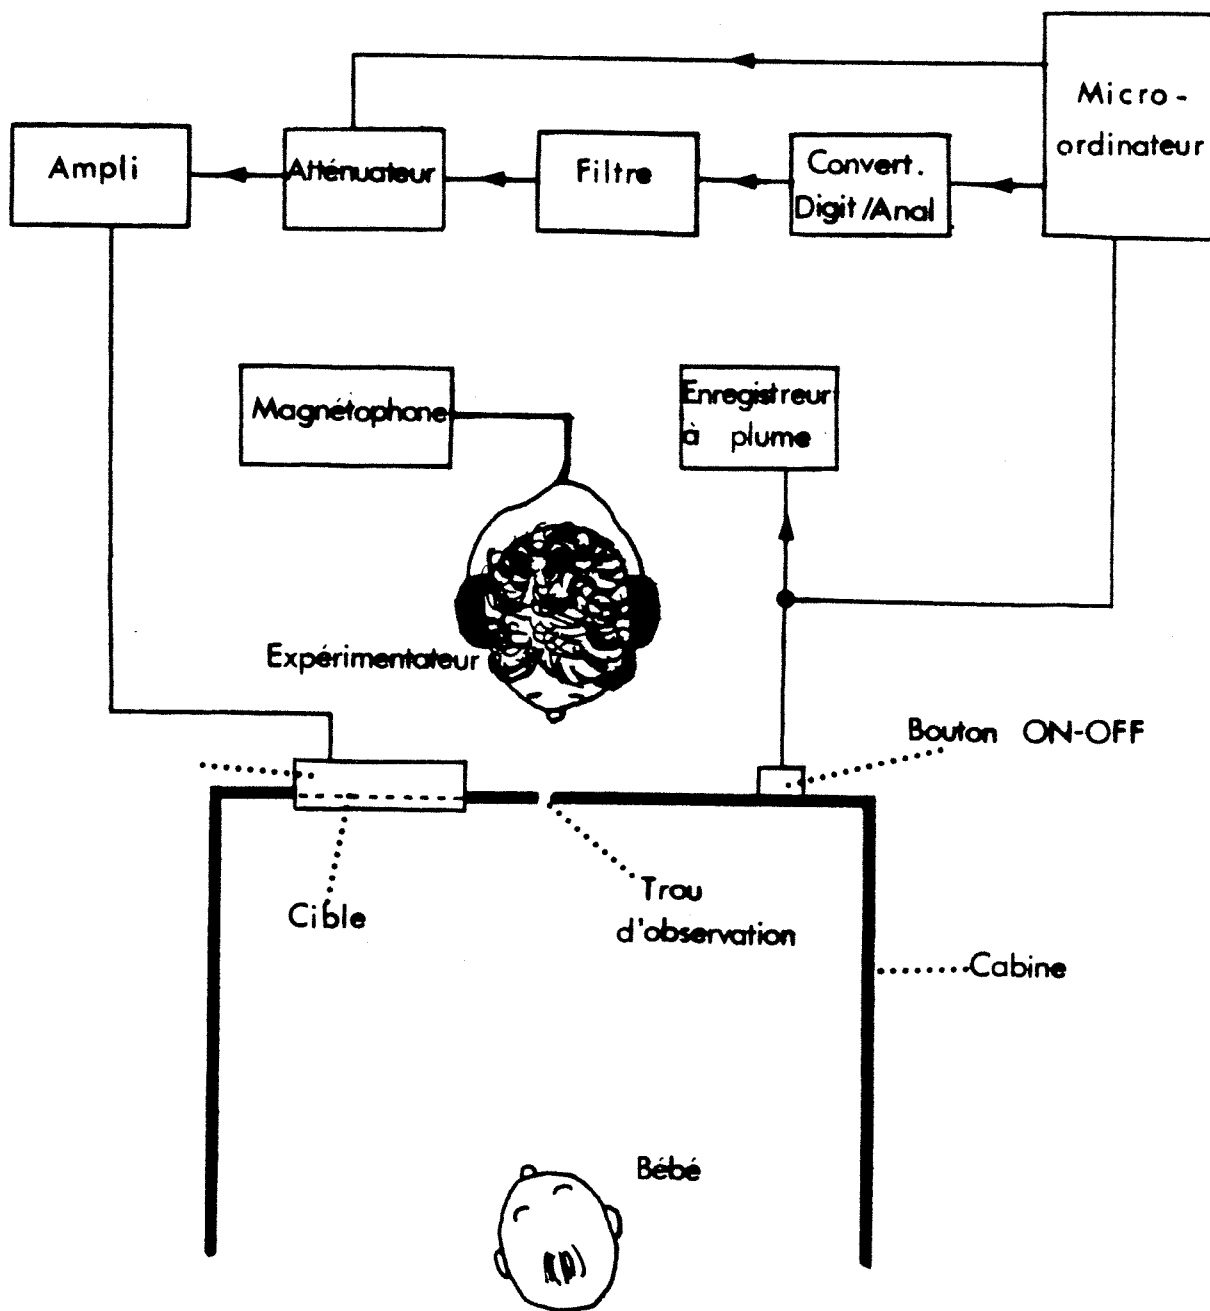 Micro-
ordinateur
Ampli
Atténuateur
Filtre
Convert.
Digit/Anal
Magnétophone
Enregistreur
à plume
Expérimentateur
Bouton ON-OFF
Cible
Trou
d'observation
Cabine
Bébé